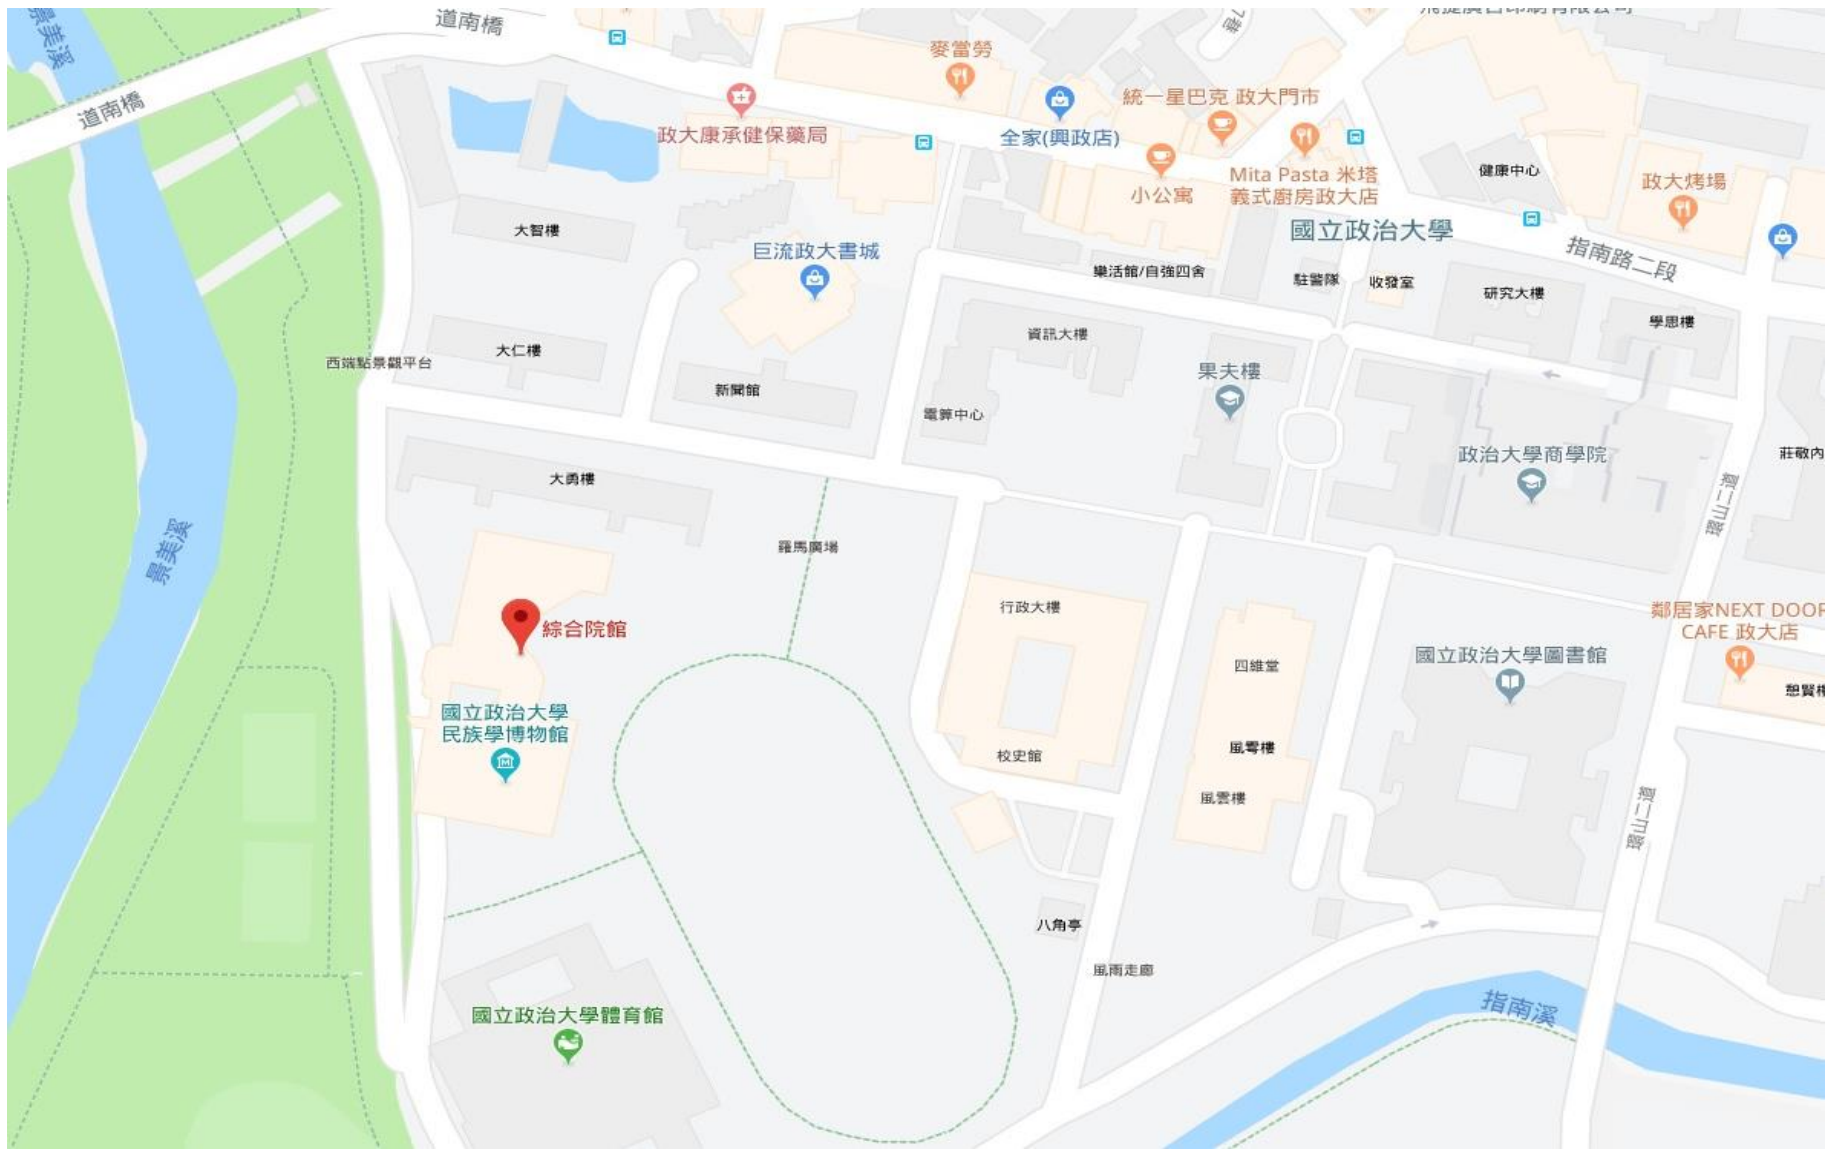 景美溪
道南橋
道南橋
麥當勞
統一星巴克 政大門市
政大康承健保藥局
全家(興政店)
小公寓
Mita Pasta 米塔
義式廚房政大店
健康中心
政大烤場
國立政治大學
指南路二段
大智樓
巨流政大書城
樂活館/自強四舍
駐警隊
收發室
研究大樓
學思樓
資訊大樓
大仁樓
西端點景觀平台
新聞館
果夫樓
電算中心
政治大學商學院
莊敬內
大勇樓
環山二道
景美溪
羅馬廣場
行政大樓
鄰居家NEXT DOOR
CAFE 政大店
綜合院館
四維堂
國立政治大學圖書館
憩賢樓
國立政治大學
民族學博物館
校史館
風雩樓
風雲樓
環山二道
八角亭
風雨走廊
指南溪
國立政治大學體育館